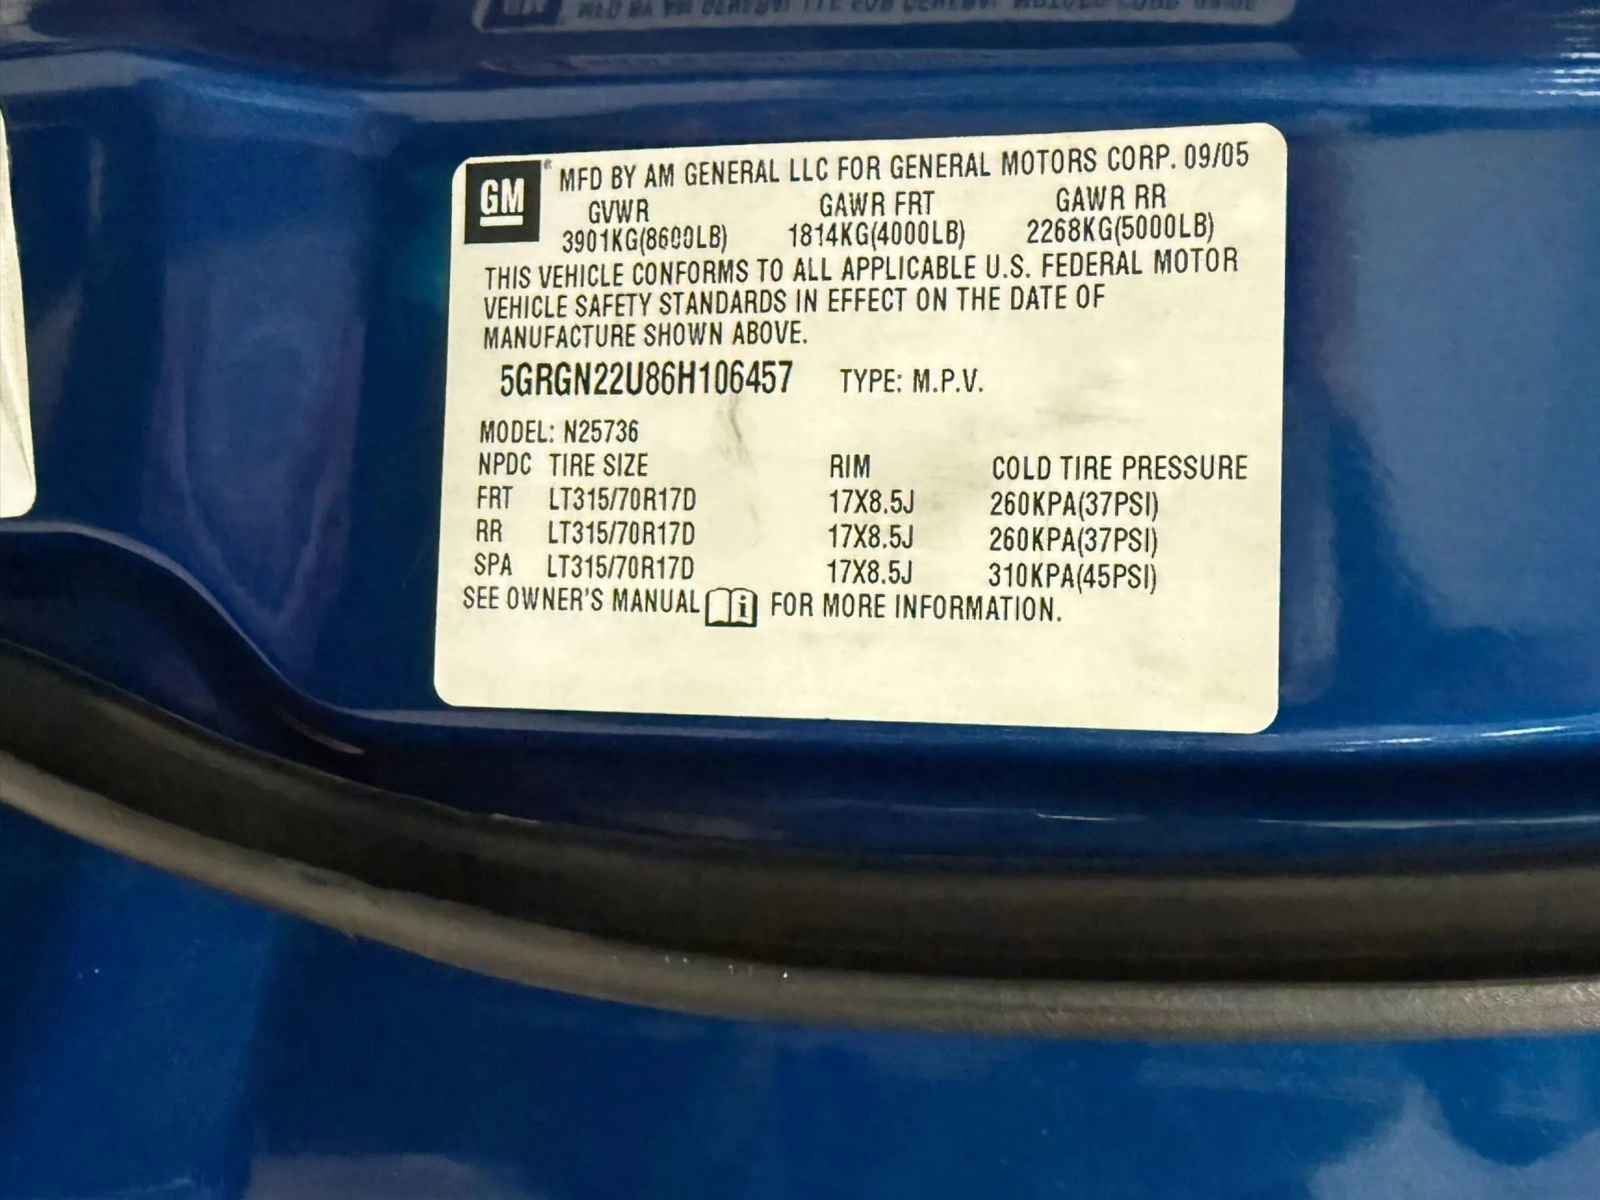 GM® MFD BY AM GENERAL LLC FOR GENERAL MOTORS CORP. 09/05
GVWR GAWR FRT GAWR RR
3901KG(8600LB) 1814KG(4000LB) 2268KG(5000LB)
THIS VEHICLE CONFORMS TO ALL APPLICABLE U.S. FEDERAL MOTOR
VEHICLE SAFETY STANDARDS IN EFFECT ON THE DATE OF
MANUFACTURE SHOWN ABOVE.
5GRGN22U86H106457 TYPE: M.P.V.
MODEL: N25736
NPDC TIRE SIZE RIM COLD TIRE PRESSURE
FRT LT315/70R17D 17X8.5J 260KPA(37PSI)
RR LT315/70R17D 17X8.5J 260KPA(37PSI)
SPA LT315/70R17D 17X8.5J 310KPA(45PSI)
SEE OWNER'S MANUAL i FOR MORE INFORMATION.